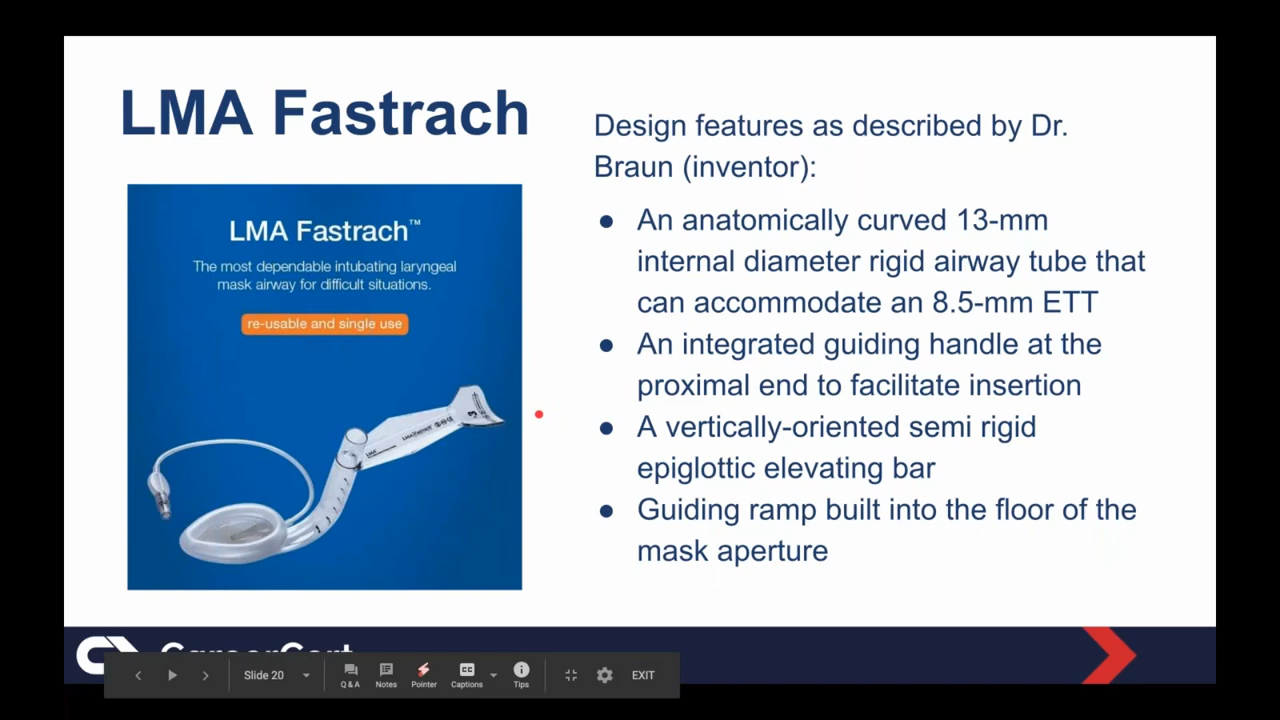 LMA Fastrach
LMA Fastrach™
The most dependable intubating laryngeal
mask airway for difficult situations.
re-usable and single use
Design features as described by Dr.
Braun (inventor):
● An anatomically curved 13-mm
internal diameter rigid airway tube that
can accommodate an 8.5-mm ETT
● An integrated guiding handle at the
proximal end to facilitate insertion
● A vertically-oriented semi rigid
epiglottic elevating bar
● Guiding ramp built into the floor of the
mask aperture
CareerCert
Slide 20
Q & A
Notes
Pointer
Captions
Tips
EXIT